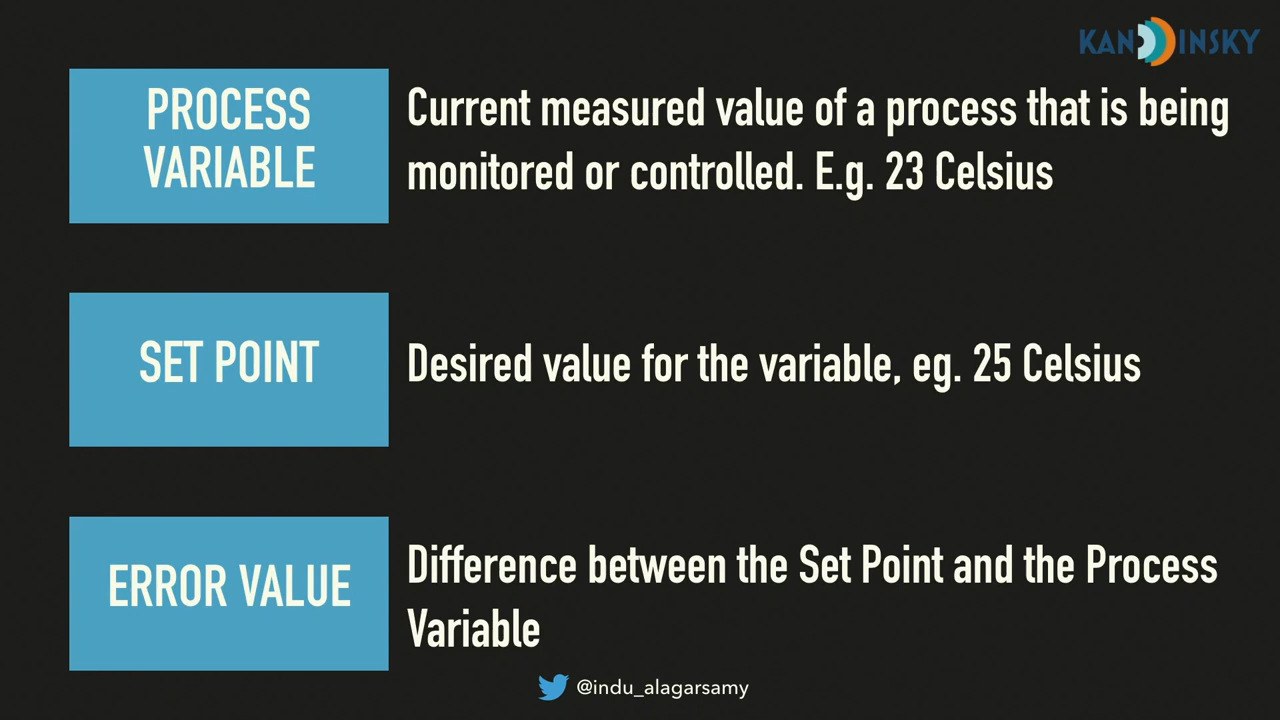 KANDINSKY
PROCESS
VARIABLE
Current measured value of a process that is being
monitored or controlled. E.g. 23 Celsius
SET POINT
Desired value for the variable, eg. 25 Celsius
ERROR VALUE
Difference between the Set Point and the Process
Variable
@indu_alagarsamy